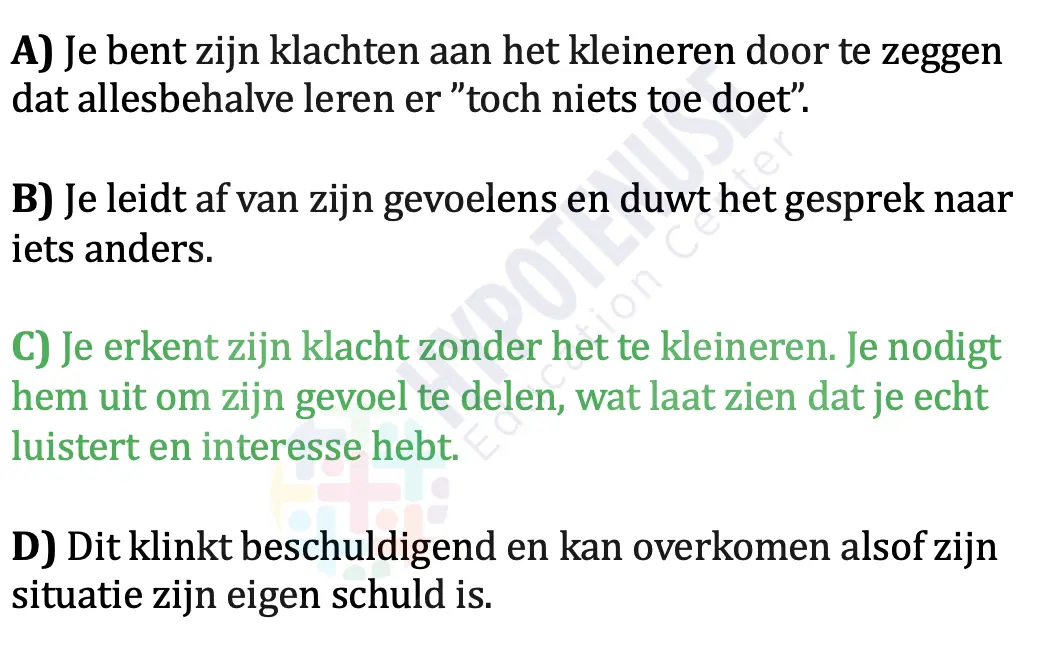 A) Je bent zijn klachten aan het kleineren door te zeggen
dat allesbehalve leren er ”toch niets toe doet”.
B) Je leidt af van zijn gevoelens en duwt het gesprek naar
iets anders.
C) Je erkent zijn klacht zonder het te kleineren. Je nodigt
hem uit om zijn gevoel te delen, wat laat zien dat je echt
luistert en interesse hebt.
D) Dit klinkt beschuldigend en kan overkomen alsof zijn
situatie zijn eigen schuld is.
HYPOTENUSE
Education Center